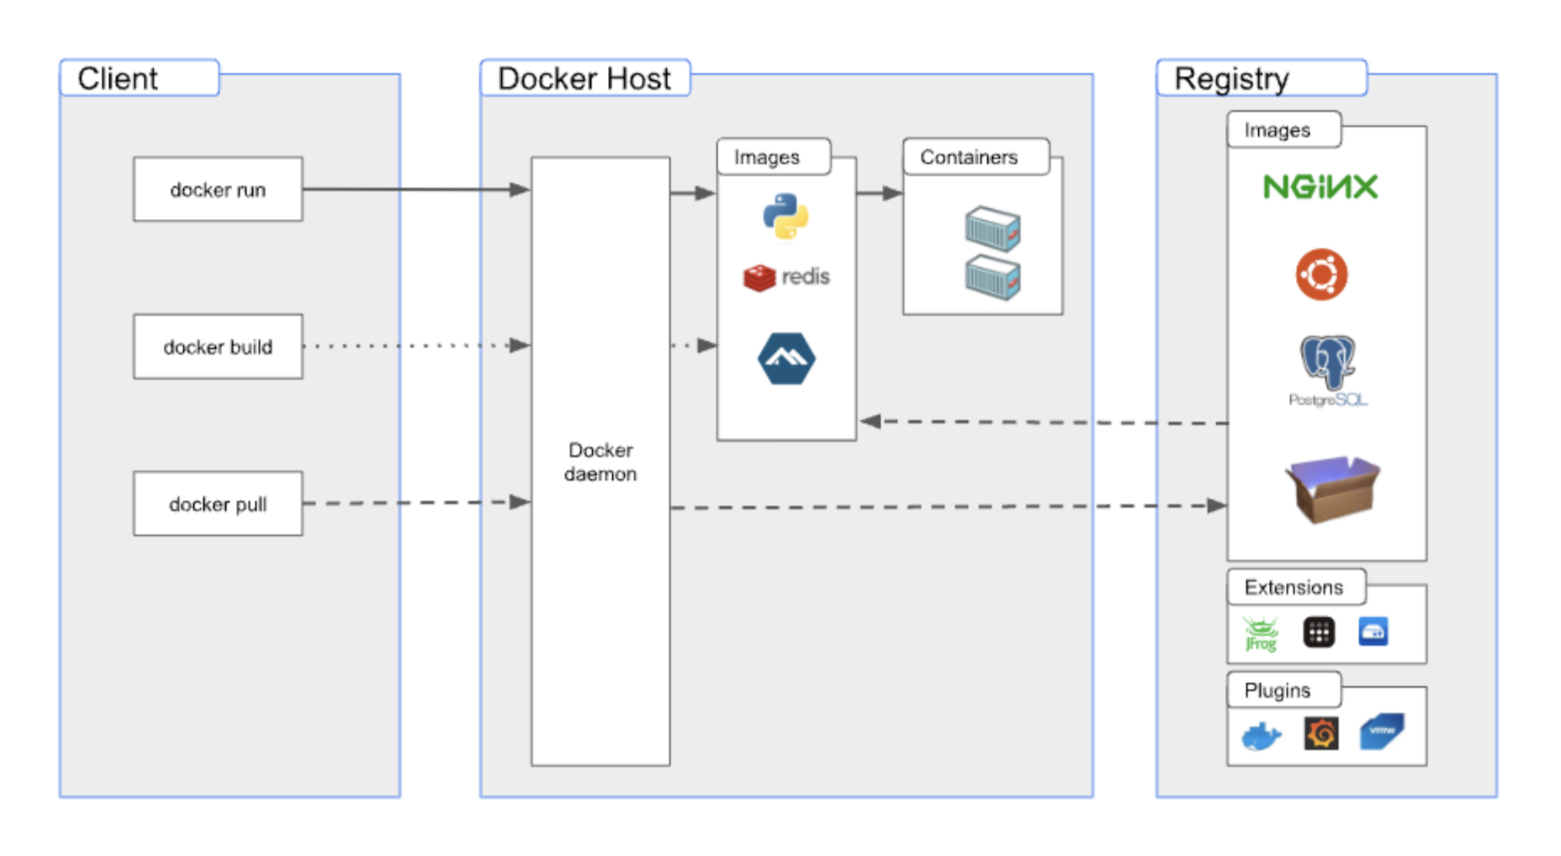 Client
docker run
docker build
docker pull
Docker Host
Docker
daemon
Images
redis
Containers
Registry
Images
NGiNX
PostgreSQL
Extensions
JFrog
Plugins
vmw